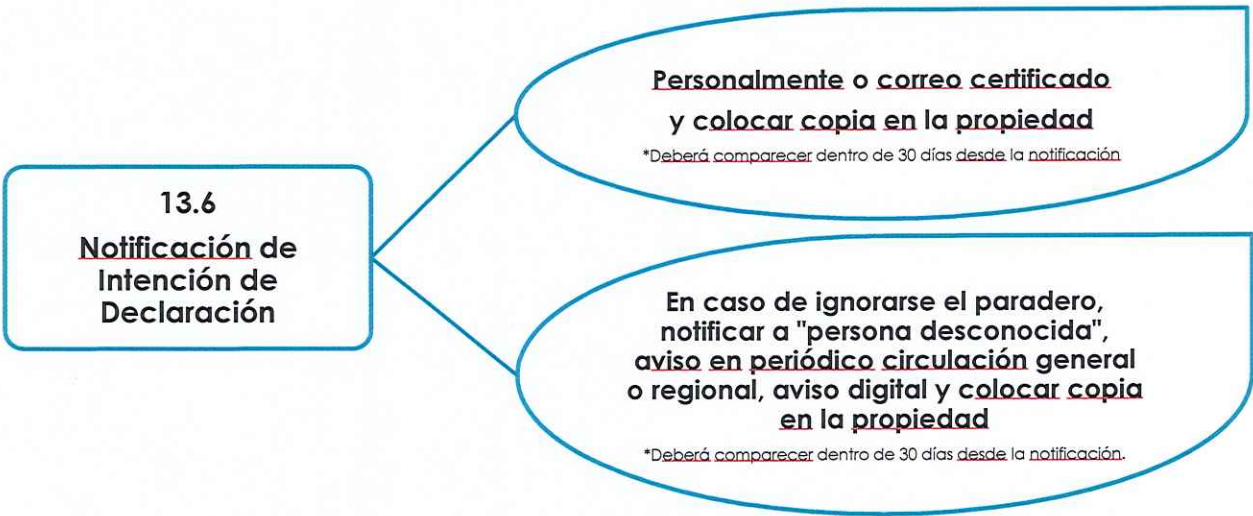 13.6
Notificación de
Intención de
Declaración
Personalmente o correo certificado
y colocar copia en la propiedad
*Deberá comparecer dentro de 30 días desde la notificación
En caso de ignorarse el paradero,
notificar a "persona desconocida",
aviso en periódico circulación general
o regional, aviso digital y colocar copia
en la propiedad
*Deberá comparecer dentro de 30 días desde la notificación.